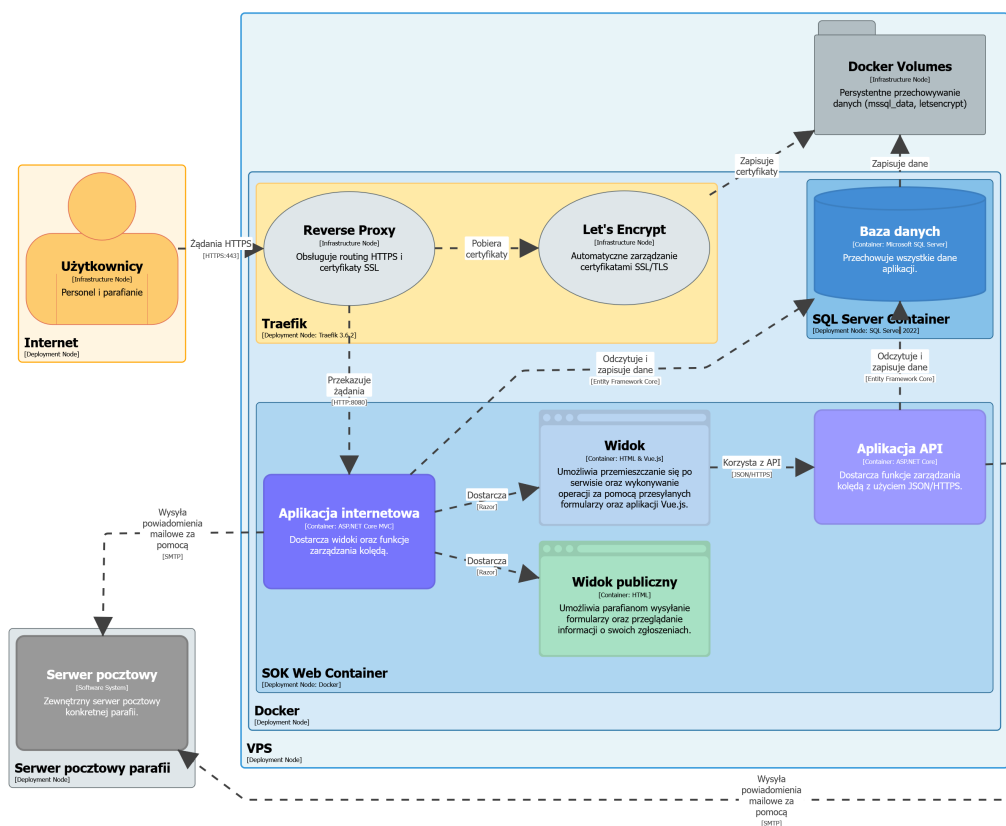 Docker Volumes
[Infrastructure Node]
Persystentne przechowywanie
danych (mssql_data, letsencrypt)
Zapisuje
certyfikaty
Zapisuje dane
Użytkownicy
[Infrastructure Node]
Personel i parafianie
Internet
[Deployment Node]
Żądania HTTPS
[HTTPS:443]
Reverse Proxy
[Infrastructure Node]
Obsługuje routing HTTPS i
certyfikaty SSL
Pobiera
certyfikaty
Let's Encrypt
[Infrastructure Node]
Automatyczne zarządzanie
certyfikatami SSL/TLS
Traefik
[Deployment Node: Traefik 3.6.2]
Baza danych
[Container: Microsoft SQL Server]
Przechowuje wszystkie dane
aplikacji.
SQL Server Container
[Deployment Node: SQL Server 2022]
Przekazuje
żądania
[HTTP:8080]
Odczytuje i
zapisuje dane
[Entity Framework Core]
Odczytuje i
zapisuje dane
[Entity Framework Core]
Aplikacja internetowa
[Container: ASP.NET Core MVC]
Dostarcza widoki oraz funkcje
zarządzania kolędą.
Dostarcza
[Razor]
Dostarcza
[Razor]
Widok
[Container: HTML & Vue.js]
Umożliwia przemieszczanie się po
serwisie oraz wykonywanie
operacji za pomocą przesyłanych
formularzy oraz aplikacji Vue.js.
Korzysta z API
[JSON/HTTPS]
Aplikacja API
[Container: ASP.NET Core]
Dostarcza funkcje zarządzania
kolędą z użyciem JSON/HTTPS.
Widok publiczny
[Container: HTML]
Umożliwia parafianom wysyłanie
formularzy oraz przeglądanie
informacji o swoich zgłoszeniach.
SOK Web Container
[Deployment Node: Docker]
Docker
[Deployment Node]
VPS
[Deployment Node]
Wysyła
powiadomienia
mailowe za
pomocą
[SMTP]
Serwer pocztowy
[Software System]
Zewnętrzny serwer pocztowy
konkretnej parafii.
Serwer pocztowy parafii
[Deployment Node]
Wysyła
powiadomienia
mailowe za
pomocą
[SMTP]